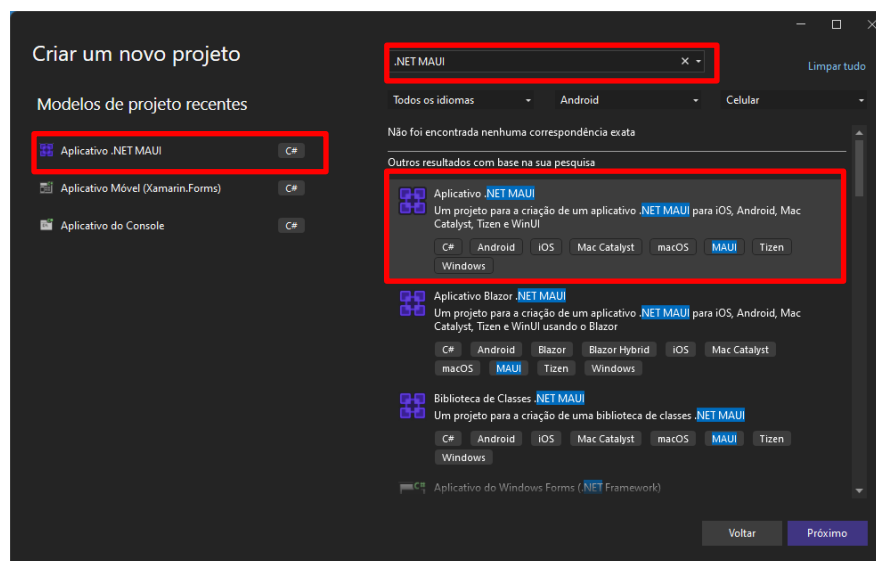 Criar um novo projeto
Modelos de projeto recentes
Aplicativo .NET MAUI C#
Aplicativo Móvel (Xamarin.Forms) C#
Aplicativo do Console C#
.NET MAUI
Limpar tudo
Todos os idiomas Android Celular
Não foi encontrada nenhuma correspondência exata
Outros resultados com base na sua pesquisa
Aplicativo .NET MAUI
Um projeto para a criação de um aplicativo .NET MAUI para iOS, Android, Mac
Catalyst, Tizen e WinUI
C# Android iOS Mac Catalyst macOS MAUI Tizen
Windows
Aplicativo Blazor .NET MAUI
Um projeto para a criação de um aplicativo .NET MAUI para iOS, Android, Mac
Catalyst, Tizen e WinUI usando o Blazor
C# Android Blazor Blazor Hybrid iOS Mac Catalyst
macOS MAUI Tizen Windows
Biblioteca de Classes .NET MAUI
Um projeto para a criação de uma biblioteca de classes .NET MAUI
C# Android iOS Mac Catalyst macOS MAUI Tizen
Windows
Aplicativo do Windows Forms (.NET Framework)
Voltar Próximo